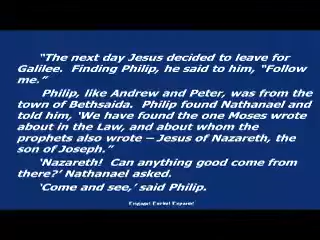 "The next day Jesus decided to leave for
Galilee.  Finding Philip, he said to him, "Follow
me."
Philip, like Andrew and Peter, was from the
town of Bethsaida.  Philip found Nathanael and
told him, 'We have found the one Moses wrote
about in the Law, and about whom the
prophets also wrote – Jesus of Nazareth, the
son of Joseph."
'Nazareth!  Can anything good come from
there?' Nathanael asked.
'Come and see,' said Philip.